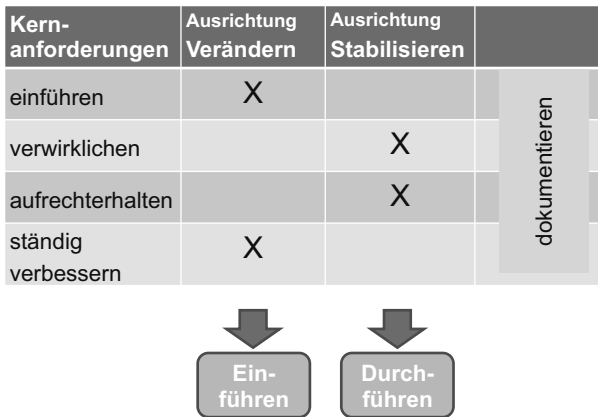 Kern-
anforderungen
Ausrichtung
Verändern
Ausrichtung
Stabilisieren
einführen
X
verwirklichen
X
aufrechterhalten
X
ständig
verbessern
X
dokumentieren
Ein-
führen
Durch-
führen